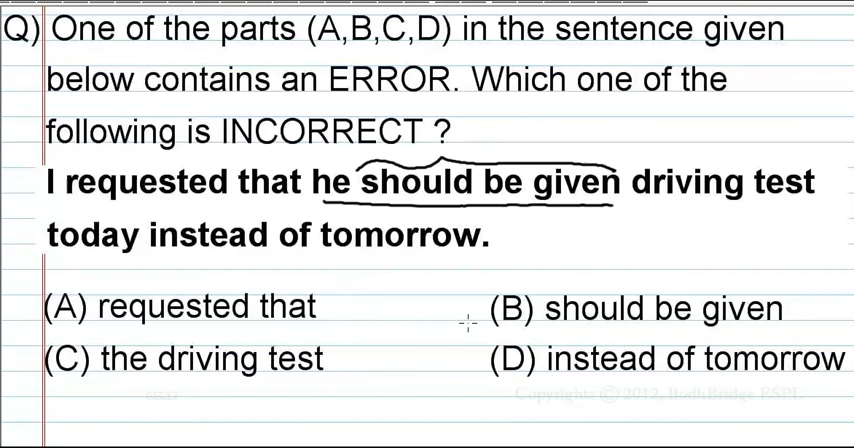 Q) One of the parts (A,B,C,D) in the sentence given
below contains an ERROR. Which one of the
following is INCORRECT ?
I requested that he should be given driving test
today instead of tomorrow.
(A) requested that (B) should be given
(C) the driving test (D) instead of tomorrow
Copyrights © 2012, BodhBridge ESPL